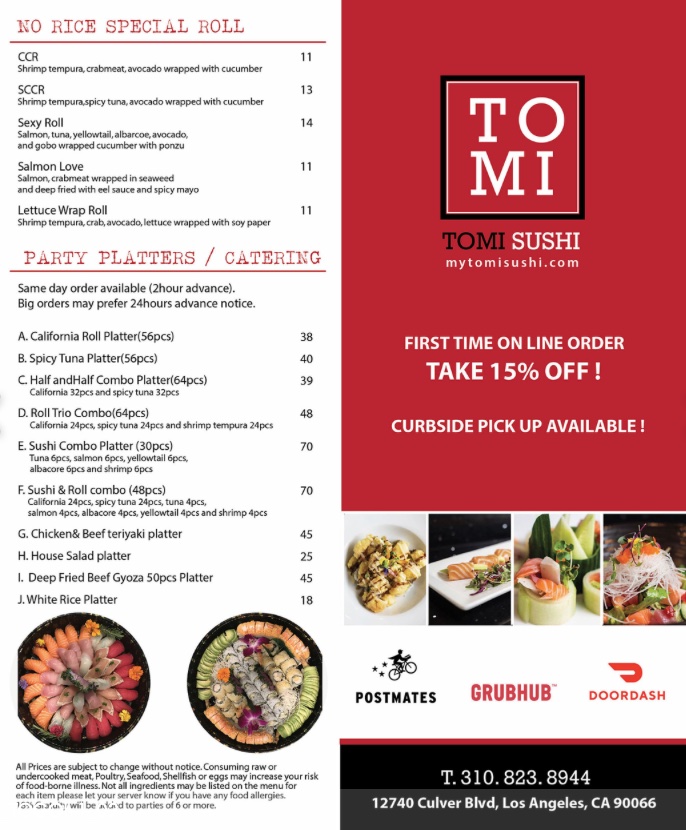 NO RICE SPECIAL ROLL
CCR 11
Shrimp tempura, crabmeat, avocado wrapped with cucumber
SCCR 13
Shrimp tempura,spicy tuna, avocado wrapped with cucumber
Sexy Roll 14
Salmon, tuna, yellowtail, albarcoe, avocado,
and gobo wrapped cucumber with ponzu
Salmon Love 11
Salmon, crabmeat wrapped in seaweed
and deep fried with eel sauce and spicy mayo
Lettuce Wrap Roll 11
Shrimp tempura, crab, avocado, lettuce wrapped with soy paper
PARTY PLATTERS / CATERING
Same day order available (2hour advance).
Big orders may prefer 24hours advance notice.
A. California Roll Platter(56pcs) 38
B. Spicy Tuna Platter(56pcs) 40
C. Half andHalf Combo Platter(64pcs) 39
California 32pcs and spicy tuna 32pcs
D. Roll Trio Combo(64pcs) 48
California 24pcs, spicy tuna 24pcs and shrimp tempura 24pcs
E. Sushi Combo Platter (30pcs) 70
Tuna 6pcs, salmon 6pcs, yellowtail 6pcs,
albacore 6pcs and shrimp 6pcs
F. Sushi & Roll combo (48pcs) 70
California 24pcs, spicy tuna 24pcs, tuna 4pcs,
salmon 4pcs, albacore 4pcs, yellowtail 4pcs and shrimp 4pcs
G. Chicken& Beef teriyaki platter 45
H. House Salad platter 25
I. Deep Fried Beef Gyoza 50pcs Platter 45
J. White Rice Platter 18
All Prices are subject to change without notice. Consuming raw or
undercooked meat, Poultry, Seafood, Shellfish or eggs may increase your risk
of food-borne illness. Not all ingredients may be listed on the menu for
each item please let your server know if you have any food allergies.
Gratuity will be added to parties of 6 or more.
TO
MI
TOMI SUSHI
mytomisushi.com
FIRST TIME ON LINE ORDER
TAKE 15% OFF !
CURBSIDE PICK UP AVAILABLE !
POSTMATES
GRUBHUB™
DOORDASH
T. 310. 823. 8944
12740 Culver Blvd, Los Angeles, CA 90066